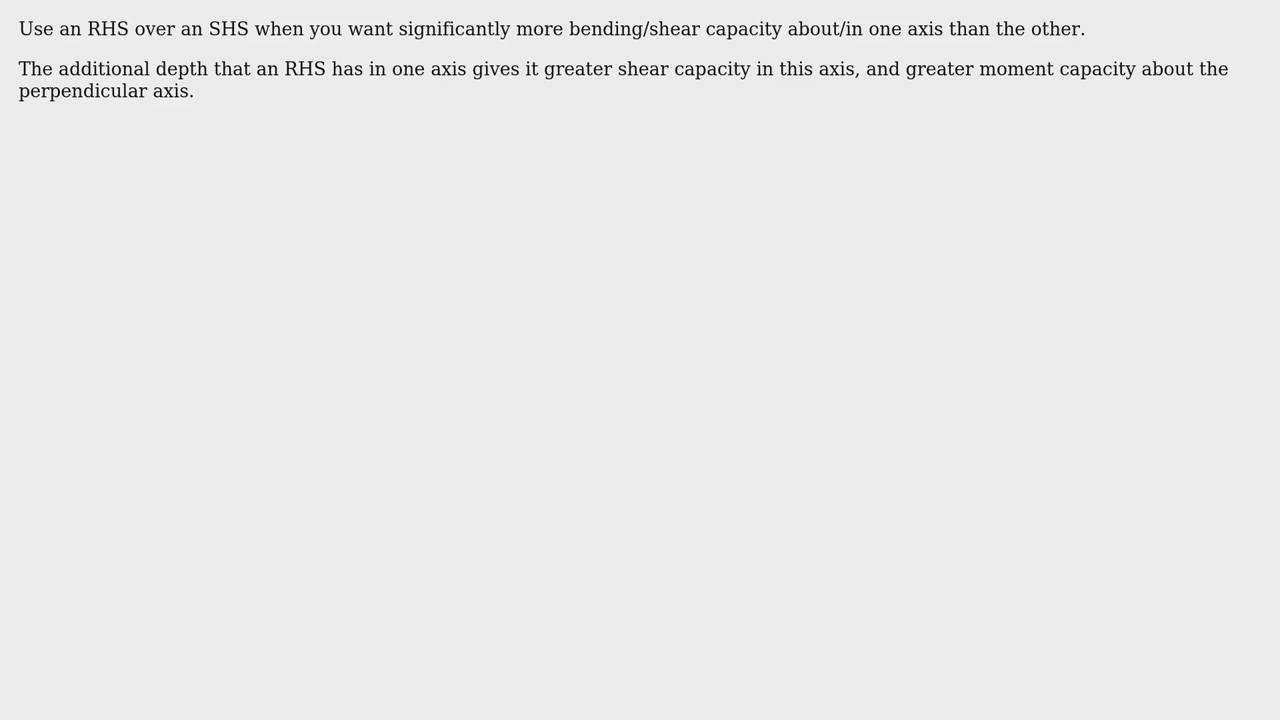 Use an RHS over an SHS when you want significantly more bending/shear capacity about/in one axis than the other.
The additional depth that an RHS has in one axis gives it greater shear capacity in this axis, and greater moment capacity about the
perpendicular axis.